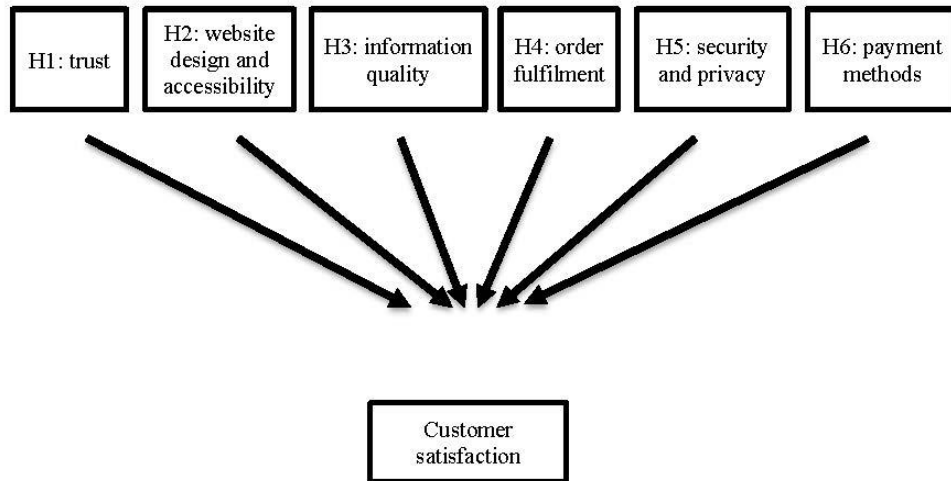 H1: trust
H2: website
design and
accessibility
H3: information
quality
H4: order
fulfilment
H5: security
and privacy
H6: payment
methods
Customer
satisfaction